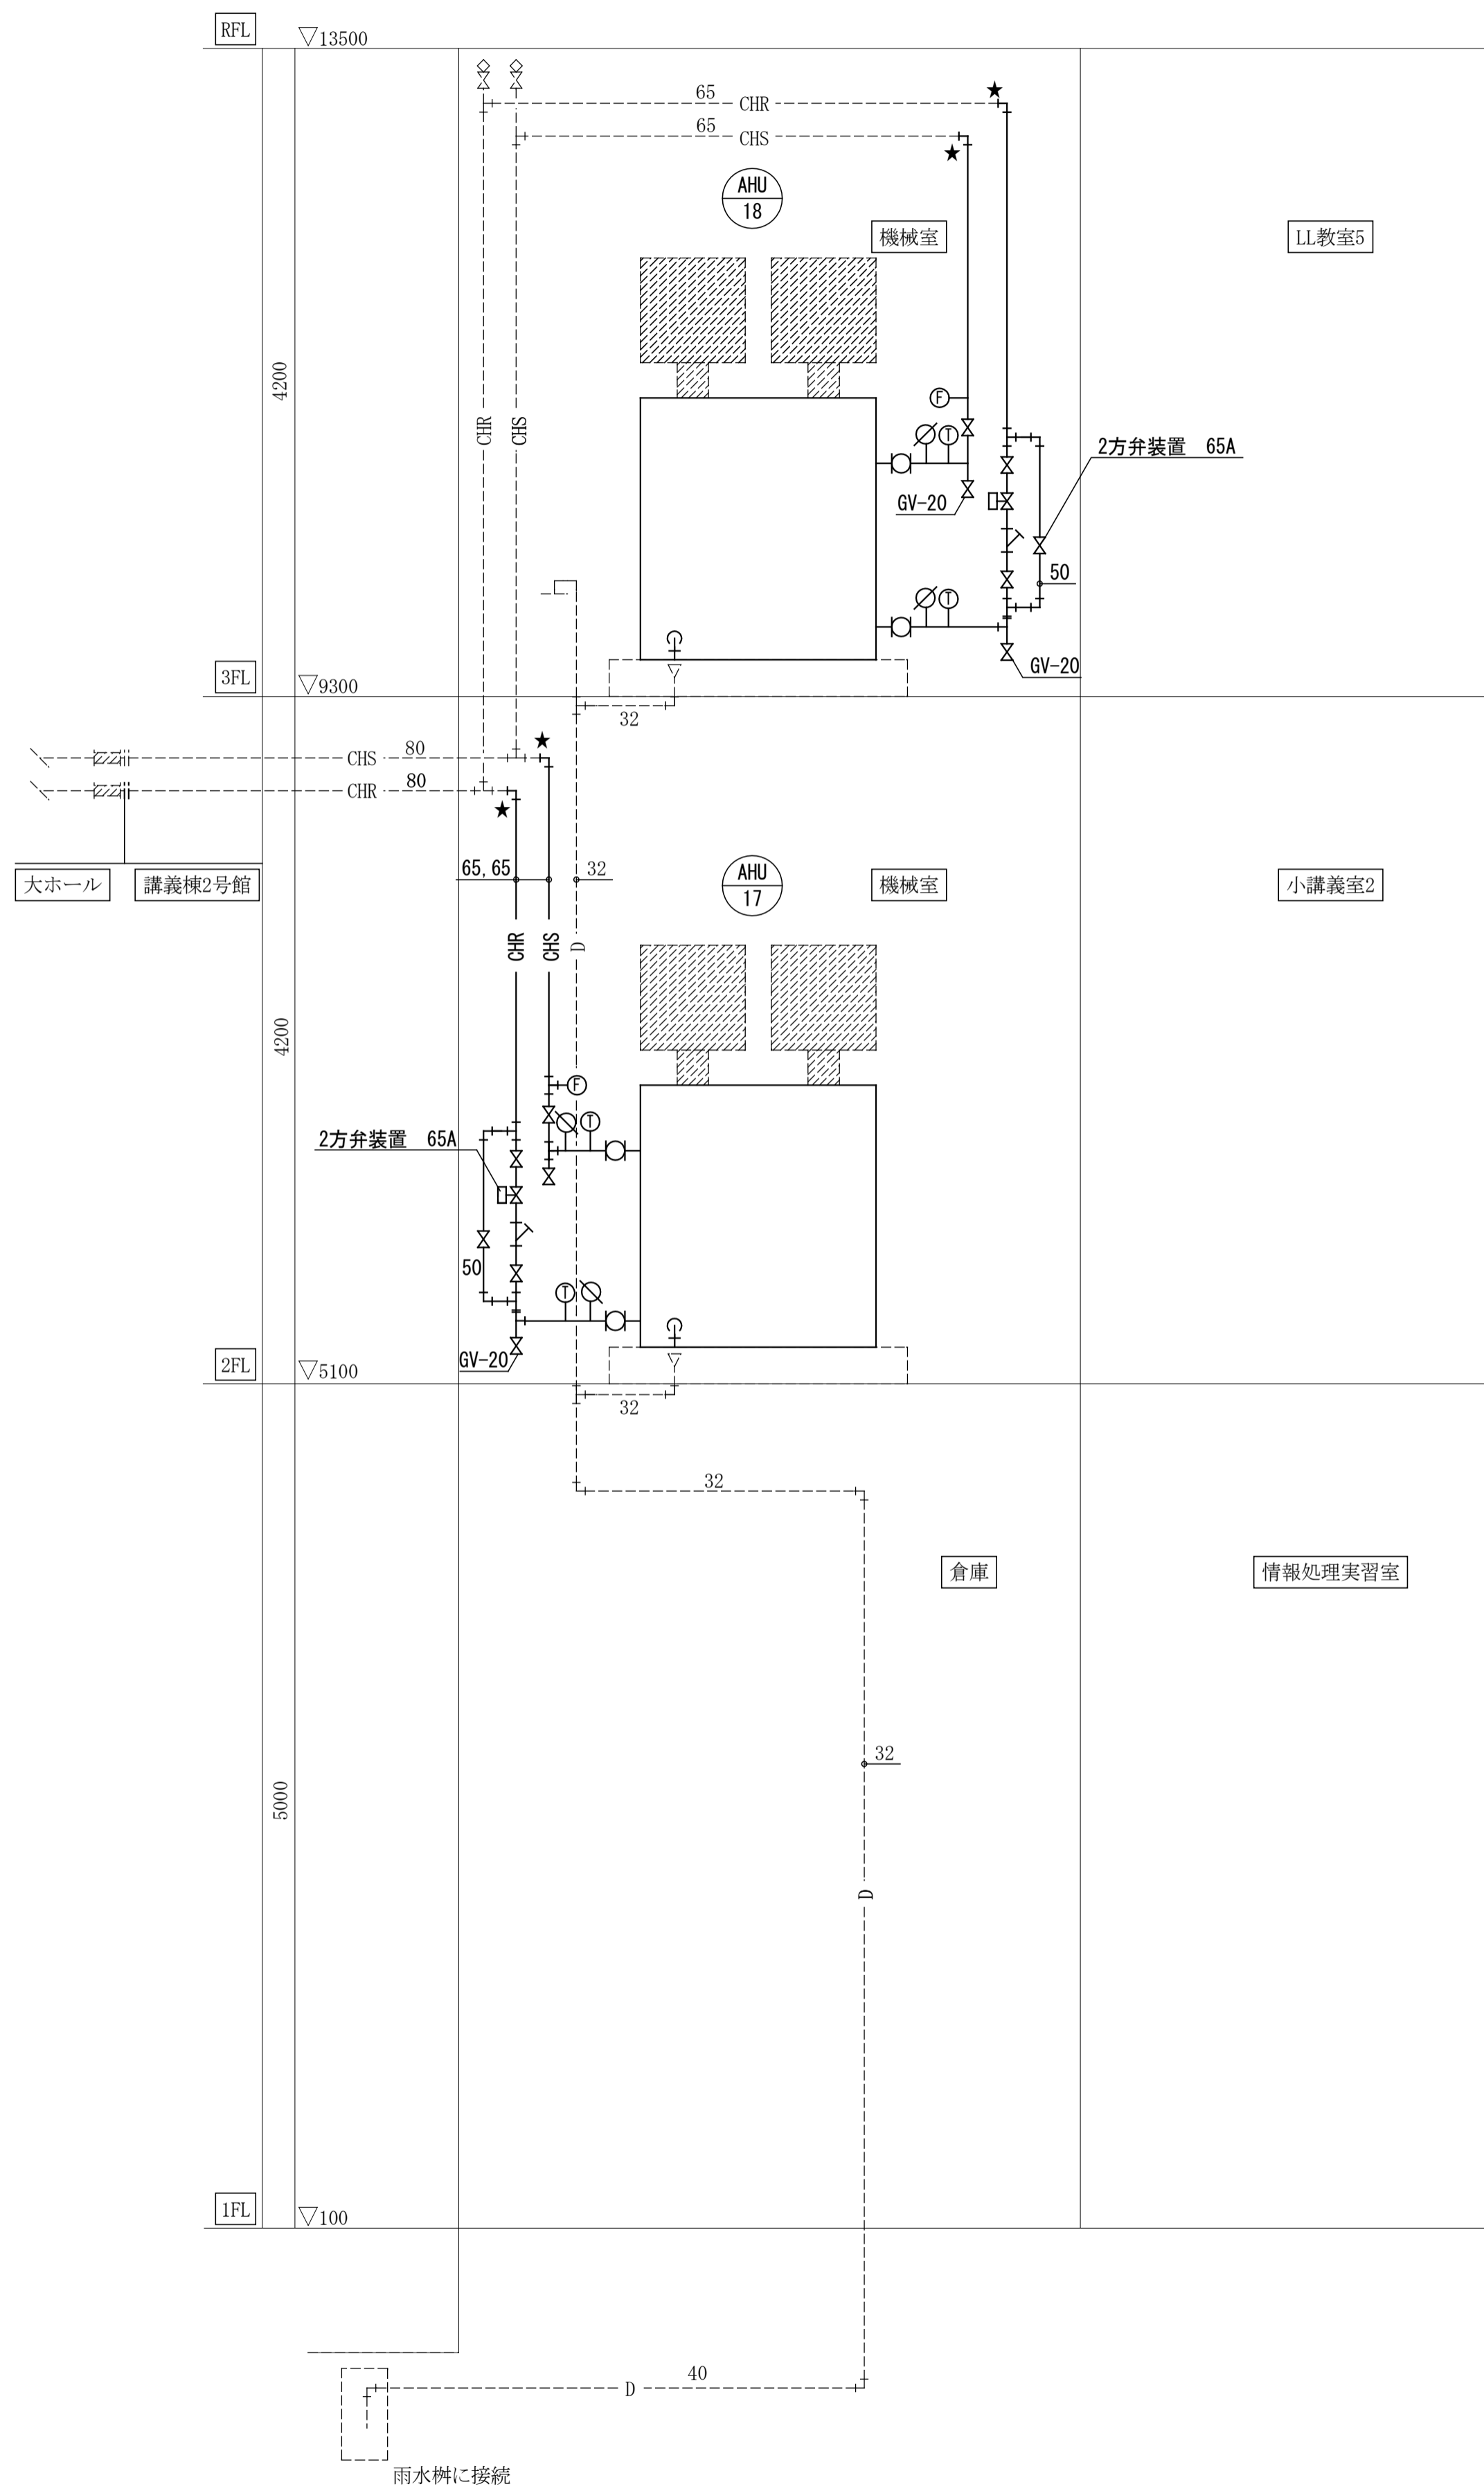 RFL
▽13500
65
CHR
★
65
CHS
★
AHU
18
機械室
LL教室5
4200
CHR
CHS
F
T
2方弁装置 65A
GV-20
50
T
GV-20
3FL
▽9300
32
★
80
CHS
80
CHR
★
65,65
32
大ホール
講義棟2号館
AHU
17
機械室
小講義室2
CHR
CHS
D
4200
F
T
2方弁装置 65A
50
T
GV-20
2FL
▽5100
32
32
倉庫
情報処理実習室
32
5000
D
1FL
▽100
40
D
雨水桝に接続